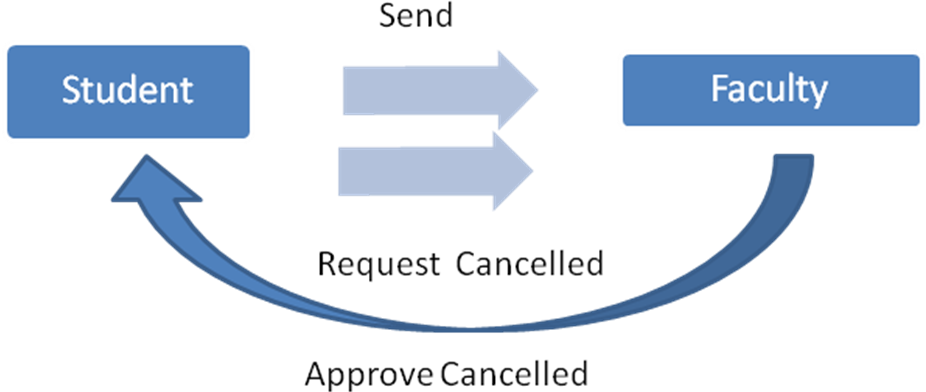 Send
Student
Faculty
Request Cancelled
Approve Cancelled